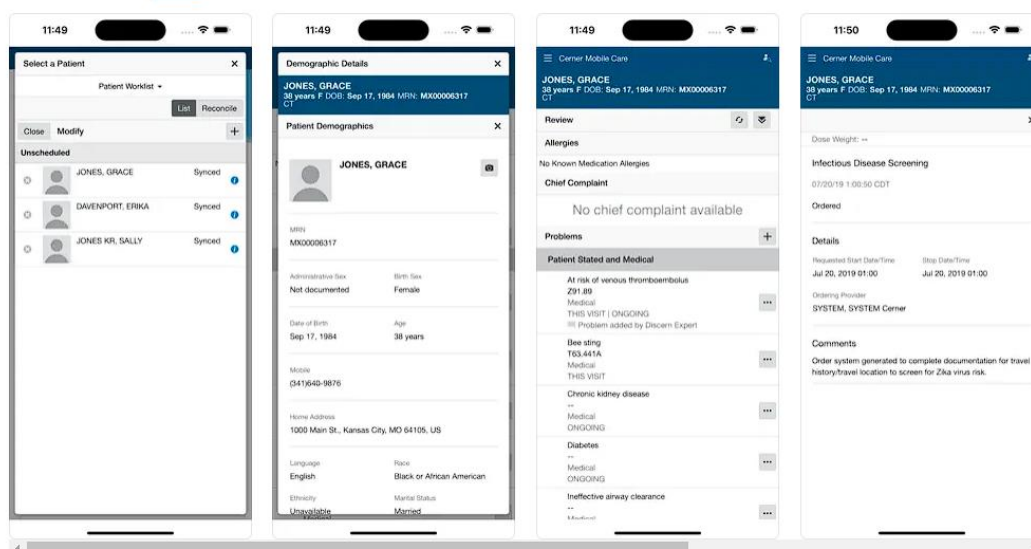 11:49
Select a Patient ×
Patient Worklist
List Reconcile
Close Modify +
Unscheduled
JONES, GRACE Synced
DAVENPORT, ERIKA Synced
JONES KR, SALLY Synced
11:49
Demographic Details ×
JONES, GRACE
38 years F DOB: Sep 17, 1984 MRN: MX00006317
CT
Patient Demographics ×
JONES, GRACE
MRN
MX00006317
Administrative Sex Birth Sex
Not documented Female
Date of Birth Age
Sep 17, 1984 38 years
Mobile
(341)640-9876
Home Address
1000 Main St., Kansas City, MO 64105, US
Language Race
English Black or African American
Ethnicity Marital Status
Unavailable Married
11:49
Cerner Mobile Care
JONES, GRACE
38 years F DOB: Sep 17, 1984 MRN: MX00006317
CT
Review
Allergies
No Known Medication Allergies
Chief Complaint
No chief complaint available
Problems +
Patient Stated and Medical
At risk of venous thromboembolus
Z91.89
Medical
THIS VISIT | ONGOING
Problem added by Discern Expert
Bee sting
T63.441A
Medical
THIS VISIT
Chronic kidney disease
--
Medical
ONGOING
Diabetes
--
Medical
ONGOING
Ineffective airway clearance
--
Medical
11:50
Cerner Mobile Care
JONES, GRACE
38 years F DOB: Sep 17, 1984 MRN: MX00006317
CT
Dose Weight: --
Infectious Disease Screening
07/20/19 1:00:50 CDT
Ordered
Details
Requested Start Date/Time Stop Date/Time
Jul 20, 2019 01:00 Jul 20, 2019 01:00
Ordering Provider
SYSTEM, SYSTEM Cerner
Comments
Order system generated to complete documentation for travel
history/travel location to screen for Zika virus risk.